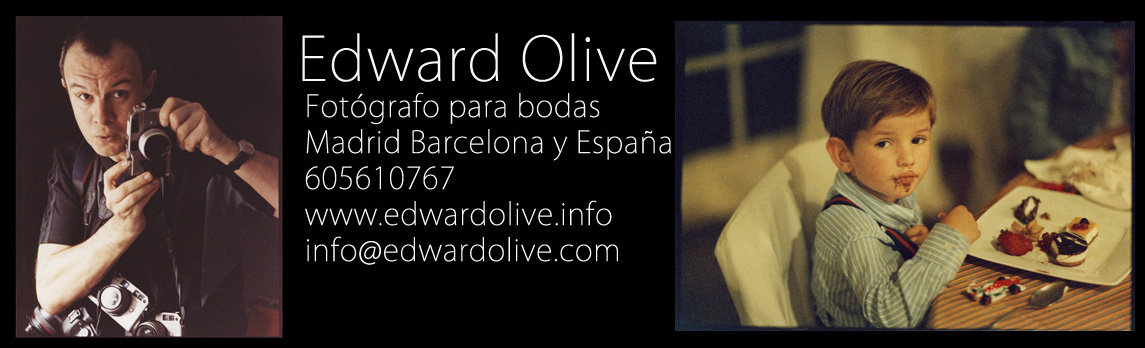 Edward Olive
Fotógrafo para bodas
Madrid Barcelona y España
605610767
www.edwardolive.info
info@edwardolive.com